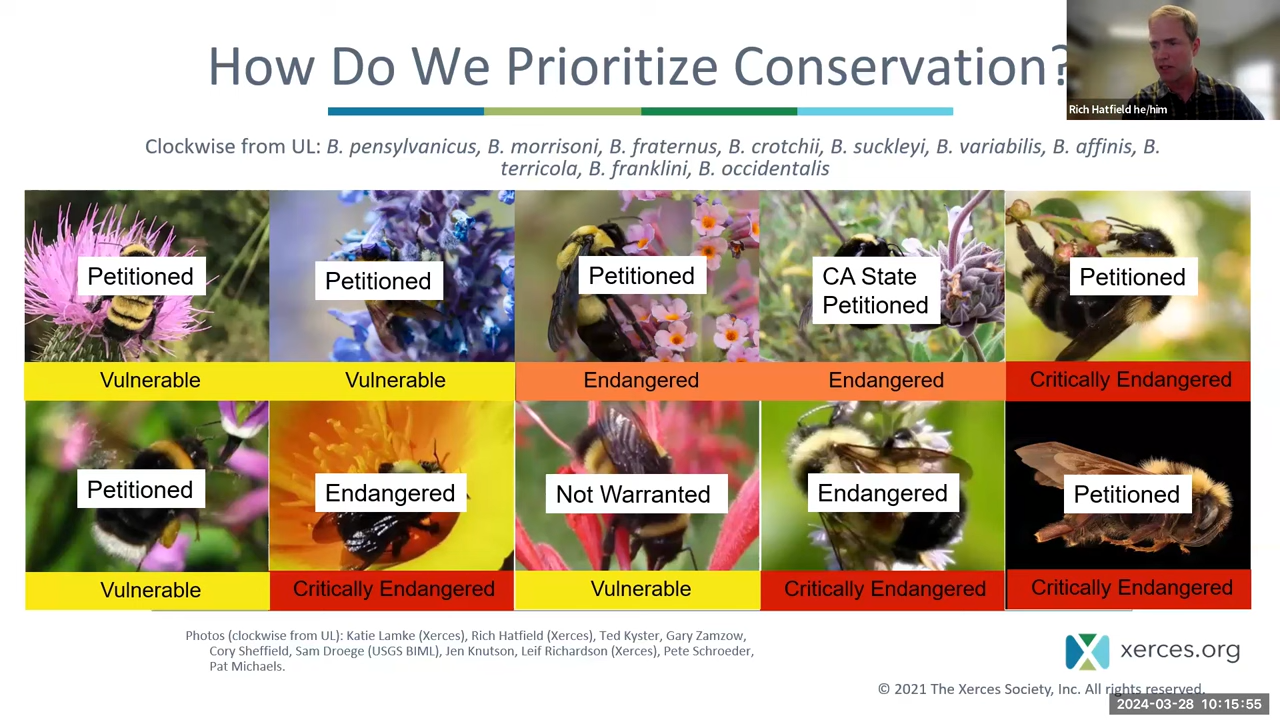 How Do We Prioritize Conservation?
Rich Hatfield he/him
Clockwise from UL: B. pensylvanicus, B. morrisoni, B. fraternus, B. crotchii, B. suckleyi, B. variabilis, B. affinis, B.
terricola, B. franklini, B. occidentalis
Petitioned
Petitioned
Petitioned
CA State
Petitioned
Petitioned
Vulnerable
Vulnerable
Endangered
Endangered
Critically Endangered
Petitioned
Endangered
Not Warranted
Endangered
Petitioned
Vulnerable
Critically Endangered
Vulnerable
Critically Endangered
Critically Endangered
Photos (clockwise from UL): Katie Lamke (Xerces), Rich Hatfield (Xerces), Ted Kyster, Gary Zamzow,
Cory Sheffield, Sam Droege (USGS BIML), Jen Knutson, Leif Richardson (Xerces), Pete Schroeder,
Pat Michaels.
xerces.org
© 2021 The Xerces Society, Inc. All rights reserved.
2024-03-28 10:15:55